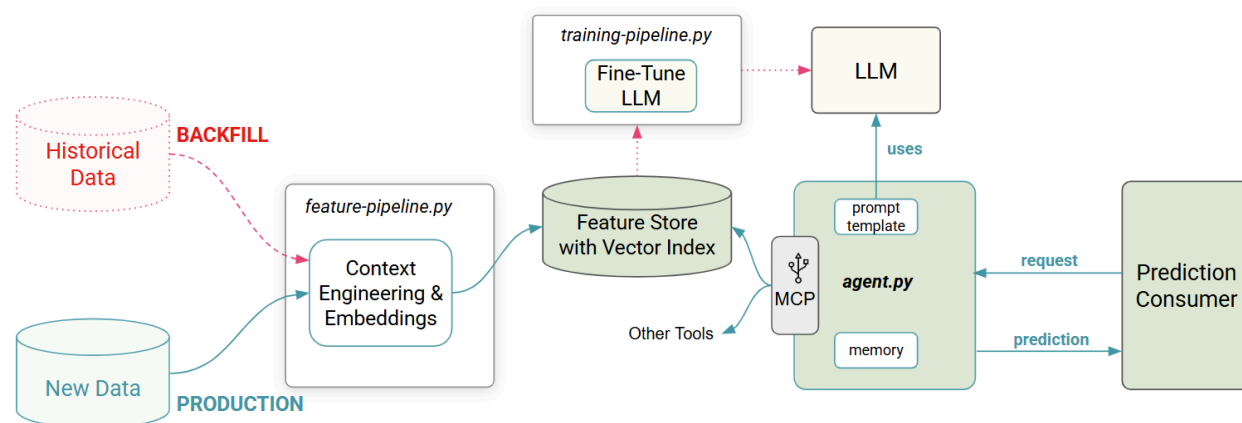 training-pipeline.py
Fine-Tune
LLM
LLM
BACKFILL
Historical
Data
uses
feature-pipeline.py
Context
Engineering &
Embeddings
Feature Store
with Vector Index
prompt
template
MCP
agent.py
request
Prediction
Consumer
Other Tools
memory
prediction
New Data
PRODUCTION